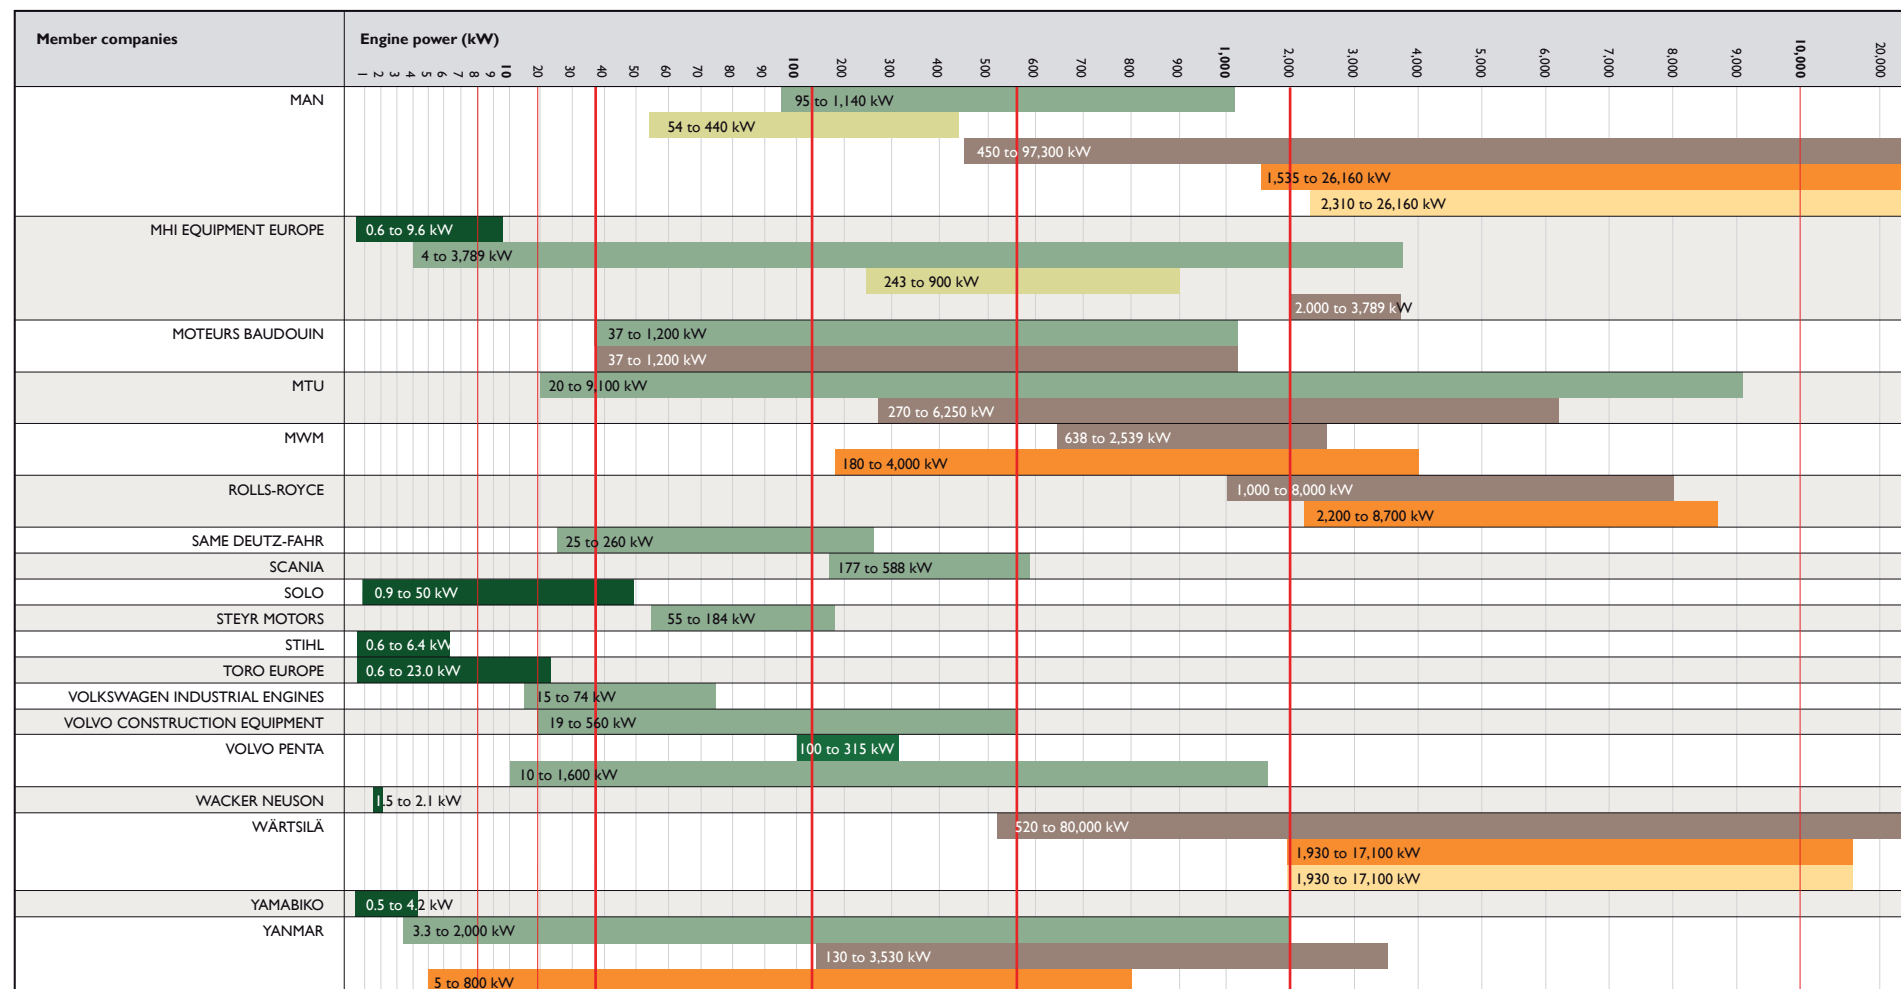 Member companies
Engine power (kW)
1 2 3 4 5 6 7 8 9 10 20 30 40 50 60 70 80 90 100 200 300 400 500 600 700 800 900 1,000 2,000 3,000 4,000 5,000 6,000 7,000 8,000 9,000 10,000 20,000
MAN
95 to 1,140 kW
54 to 440 kW
450 to 97,300 kW
1,535 to 26,160 kW
2,310 to 26,160 kW
MHI EQUIPMENT EUROPE
0.6 to 9.6 kW
4 to 3,789 kW
243 to 900 kW
2.000 to 3,789 kW
MOTEURS BAUDOUIN
37 to 1,200 kW
37 to 1,200 kW
MTU
20 to 9,100 kW
270 to 6,250 kW
MWM
638 to 2,539 kW
180 to 4,000 kW
ROLLS-ROYCE
1,000 to 8,000 kW
2,200 to 8,700 kW
SAME DEUTZ-FAHR
25 to 260 kW
SCANIA
177 to 588 kW
SOLO
0.9 to 50 kW
STEYR MOTORS
55 to 184 kW
STIHL
0.6 to 6.4 kW
TORO EUROPE
0.6 to 23.0 kW
VOLKSWAGEN INDUSTRIAL ENGINES
15 to 74 kW
VOLVO CONSTRUCTION EQUIPMENT
19 to 560 kW
VOLVO PENTA
100 to 315 kW
10 to 1,600 kW
WACKER NEUSON
1.5 to 2.1 kW
WÄRTSILÄ
520 to 80,000 kW
1,930 to 17,100 kW
1,930 to 17,100 kW
YAMABIKO
0.5 to 4.2 kW
YANMAR
3.3 to 2,000 kW
130 to 3,530 kW
5 to 800 kW